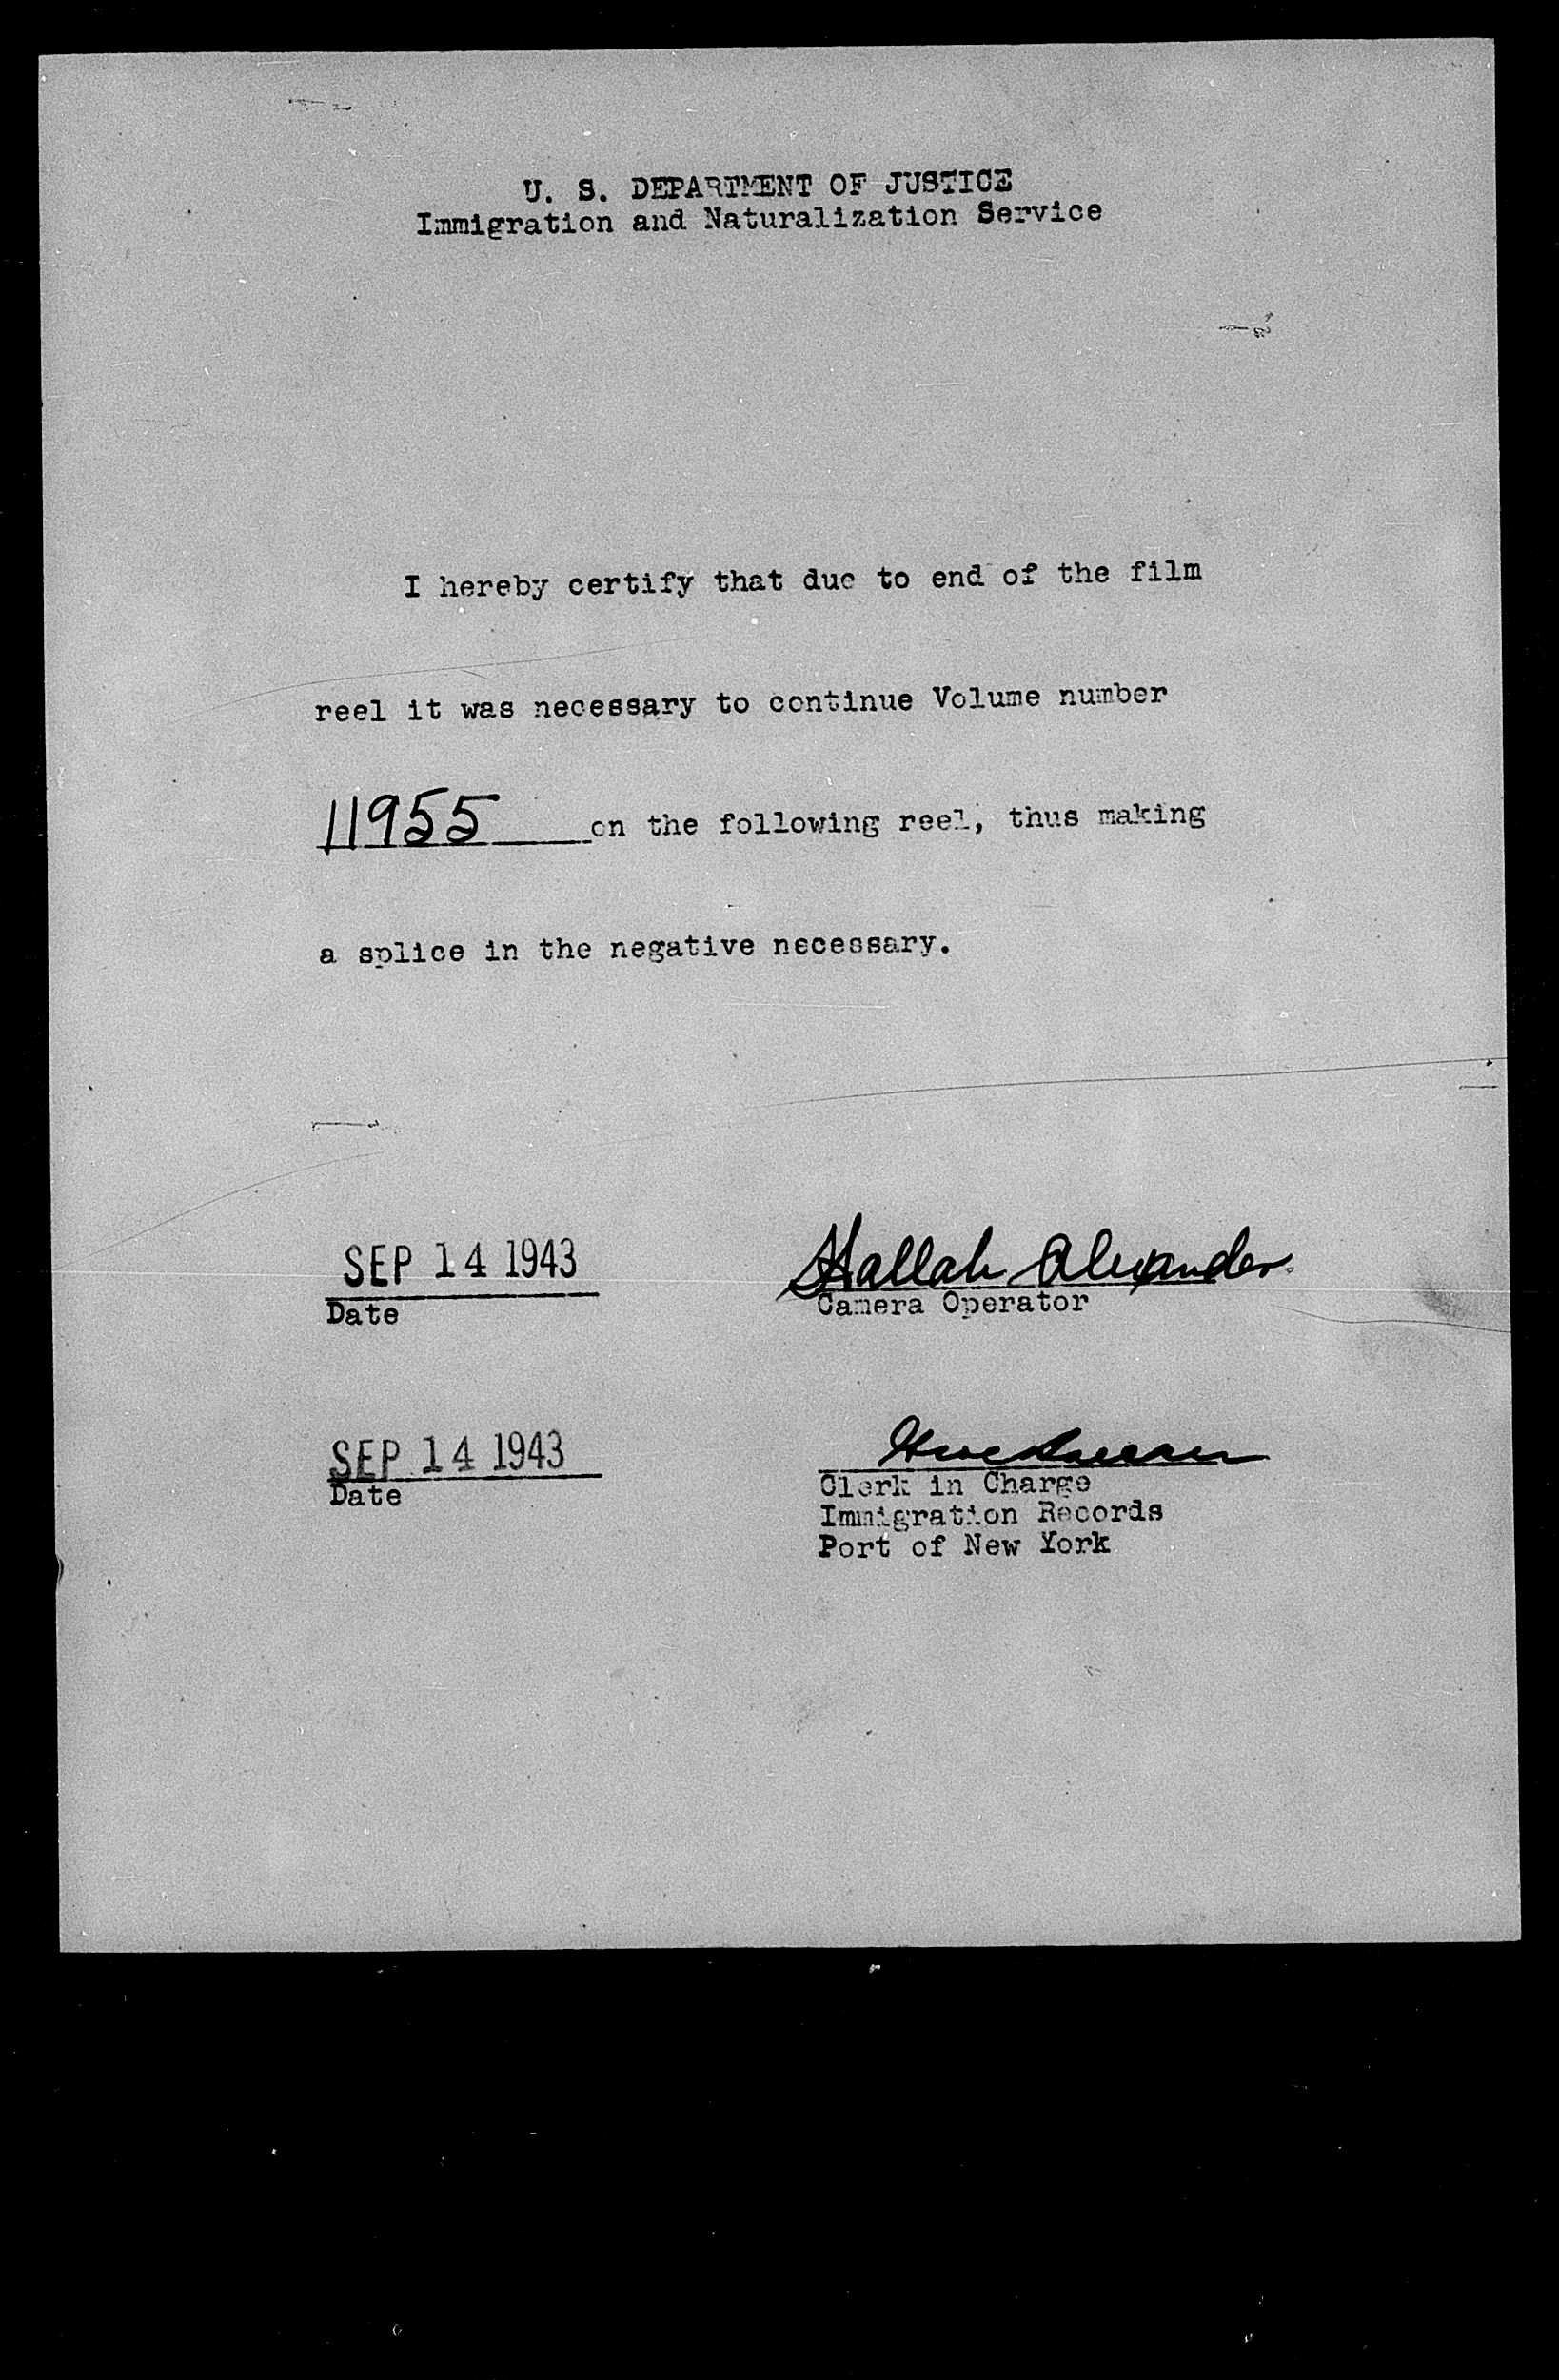 U. S. DEPARTMENT OF JUSTICE
Immigration and Naturalization Service
I hereby certify that due to end of the film
reel it was necessary to continue Volume number
11955 on the following reel, thus making
a splice in the negative necessary.
SEP 14 1943
Date
Hallah Alexander
Camera Operator
SEP 14 1943
Date
Clerk in Charge
Immigration Records
Port of New York